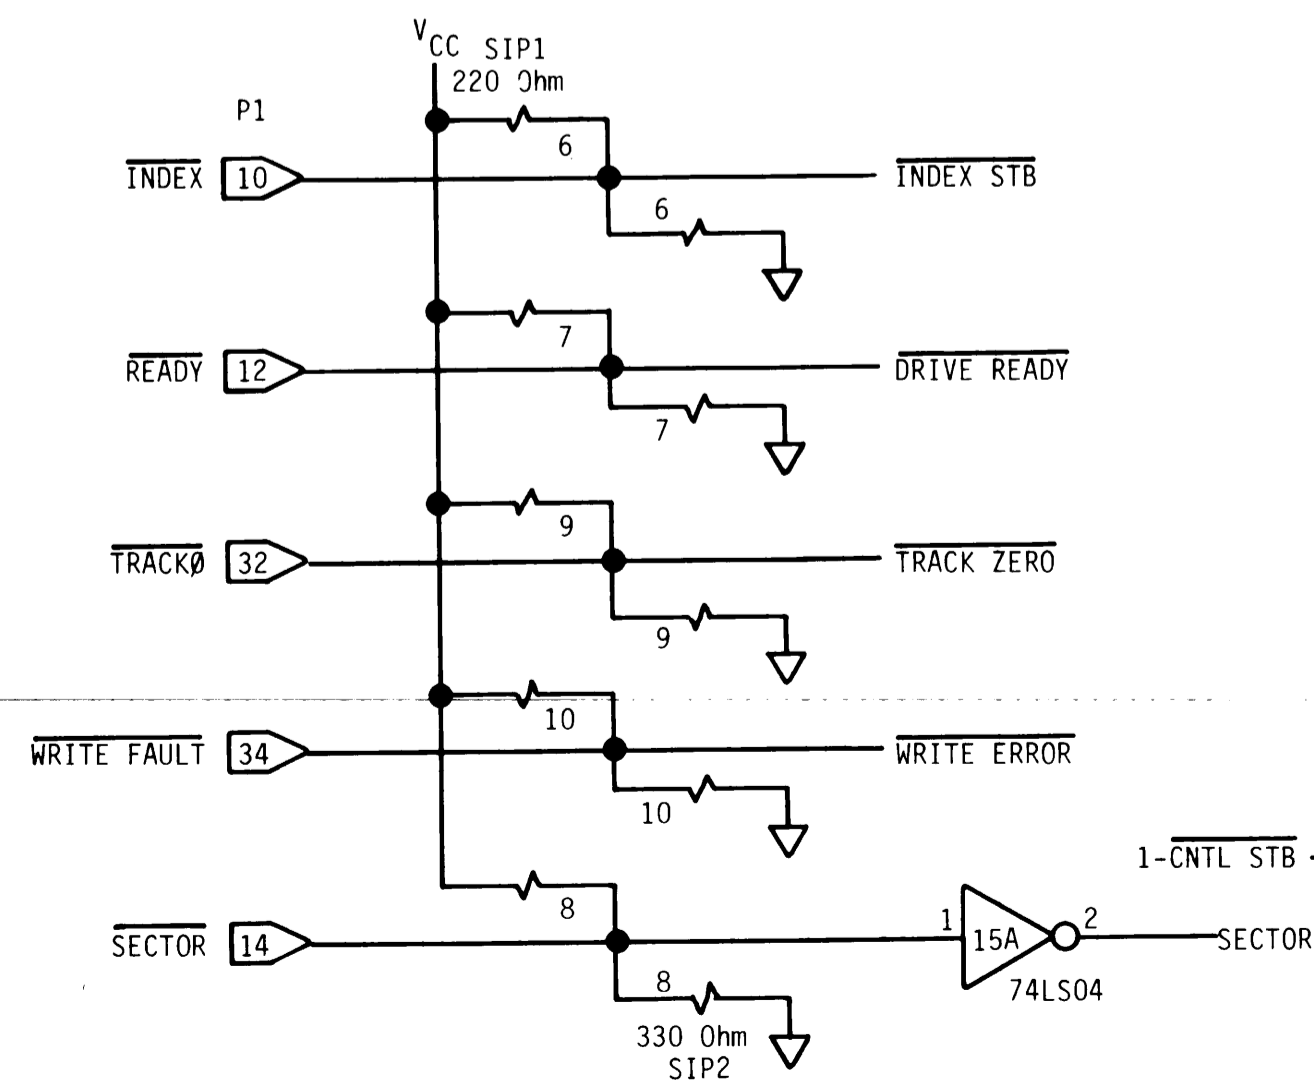 VCC SIP1
220 Ohm
P1
6
INDEX 10 INDEX STB
6
7
READY 12 DRIVE READY
7
9
TRACKØ 32 TRACK ZERO
9
10
WRITE FAULT 34 WRITE ERROR
10
1-CNTL STB
8
SECTOR 14 1 15A 2 SECTOR
8 74LS04
330 Ohm
SIP2